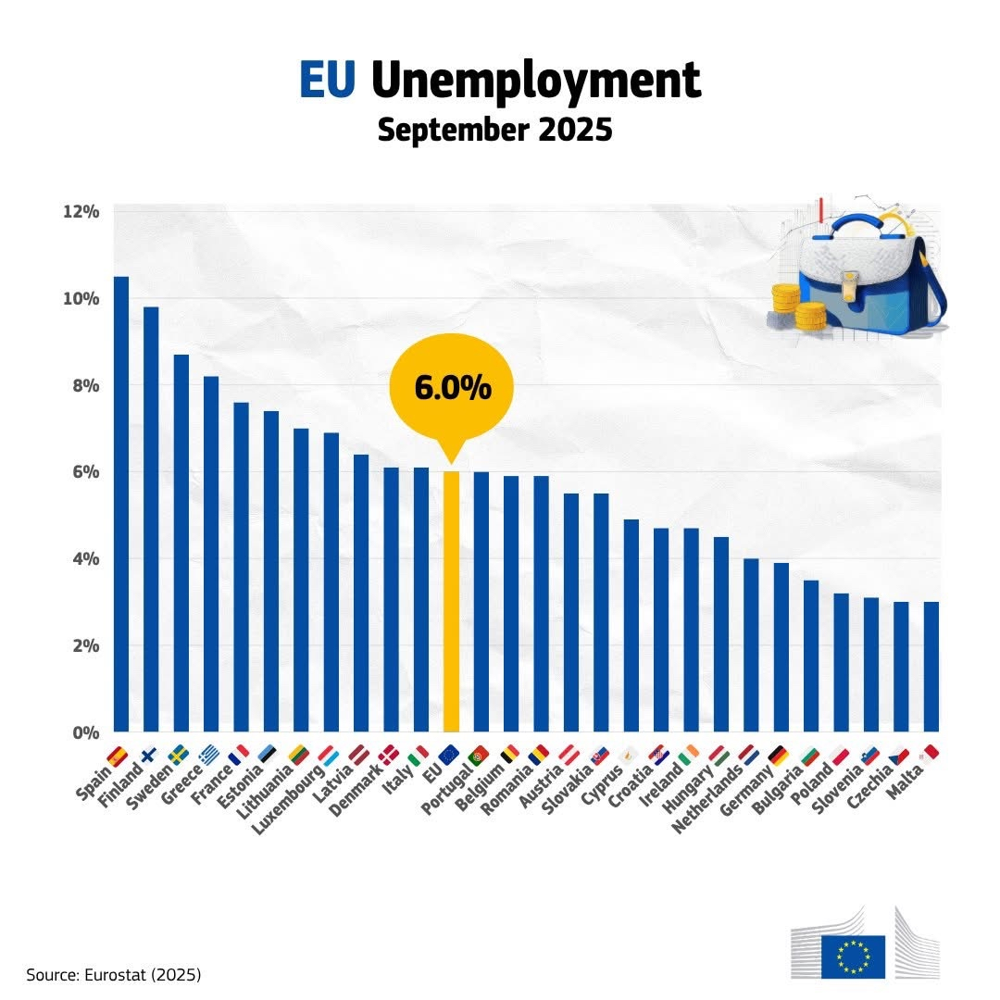 EU Unemployment
September 2025
12%
10%
8%
6%
4%
2%
0%
6.0%
Spain
Finland
Sweden
Greece
France
Estonia
Lithuania
Luxembourg
Latvia
Denmark
Italy
EU
Portugal
Belgium
Romania
Austria
Slovakia
Cyprus
Croatia
Ireland
Hungary
Netherlands
Germany
Bulgaria
Poland
Slovenia
Czechia
Malta
Source: Eurostat (2025)